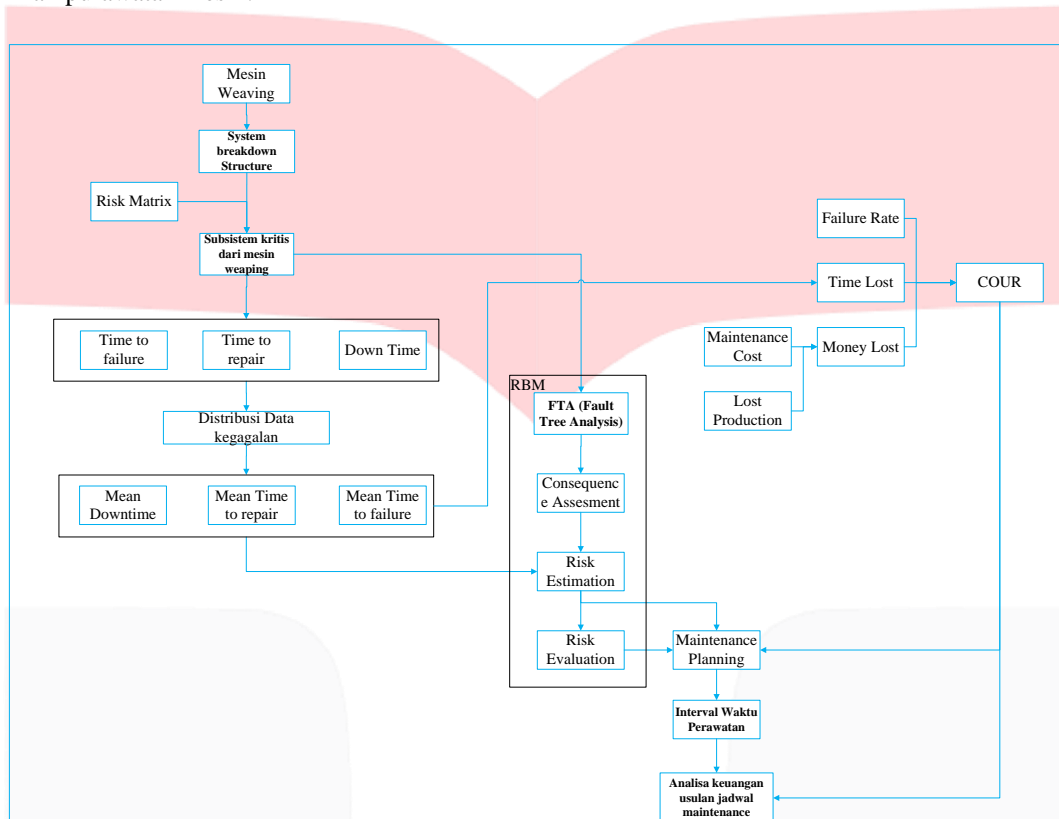 Mesin
Weaving
System
breakdown
Structure
Risk Matrix
Subsistem kritis
dari mesin
weaping
Failure Rate
Time Lost
COUR
Maintenance
Cost
Money Lost
Lost
Production
Time to
failure
Time to
repair
Down Time
Distribusi Data
kegagalan
Mean
Downtime
Mean Time
to repair
Mean Time
to failure
RBM
FTA (Fault
Tree Analysis)
Consequenc
e Assesment
Risk
Estimation
Risk
Evaluation
Maintenance
Planning
Interval Waktu
Perawatan
Analisa keuangan
usulan jadwal
maintenance